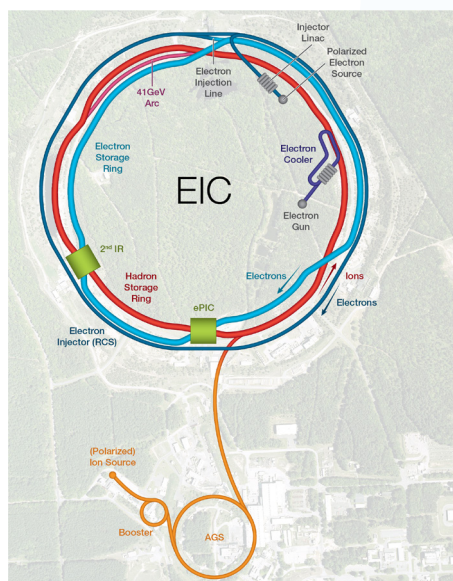 Injector
Linac
Polarized
Electron
Source
Electron
Injection
Line
41GeV
Arc
Electron
Storage
Ring
Electron
Cooler
EIC
Electron
Gun
2nd IR
Hadron
Storage
Ring
Electrons
Ions
Electrons
ePIC
Electron
Injector (RCS)
(Polarized)
Ion Source
Booster
AGS